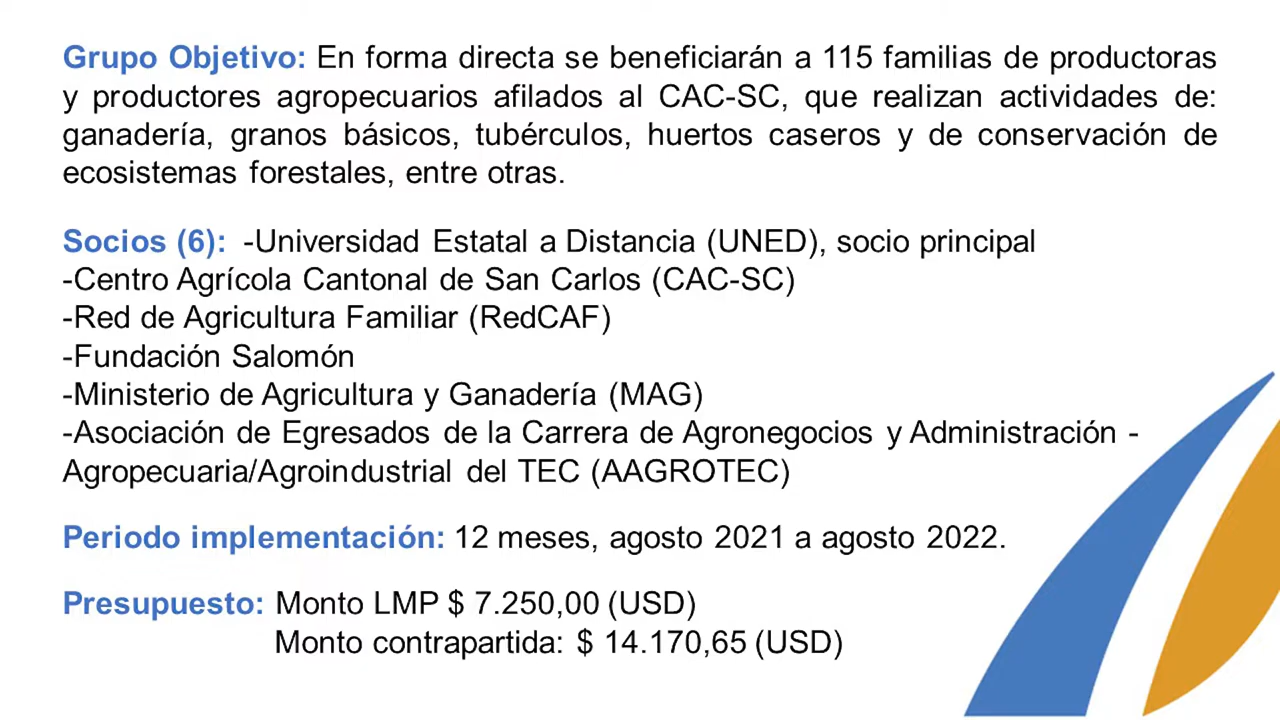 Grupo Objetivo: En forma directa se beneficiarán a 115 familias de productoras
y productores agropecuarios afilados al CAC-SC, que realizan actividades de:
ganadería, granos básicos, tubérculos, huertos caseros y de conservación de
ecosistemas forestales, entre otras.
Socios (6): -Universidad Estatal a Distancia (UNED), socio principal
-Centro Agrícola Cantonal de San Carlos (CAC-SC)
-Red de Agricultura Familiar (RedCAF)
-Fundación Salomón
-Ministerio de Agricultura y Ganadería (MAG)
-Asociación de Egresados de la Carrera de Agronegocios y Administración -
Agropecuaria/Agroindustrial del TEC (AAGROTEC)
Periodo implementación: 12 meses, agosto 2021 a agosto 2022.
Presupuesto: Monto LMP $ 7.250,00 (USD)
Monto contrapartida: $ 14.170,65 (USD)